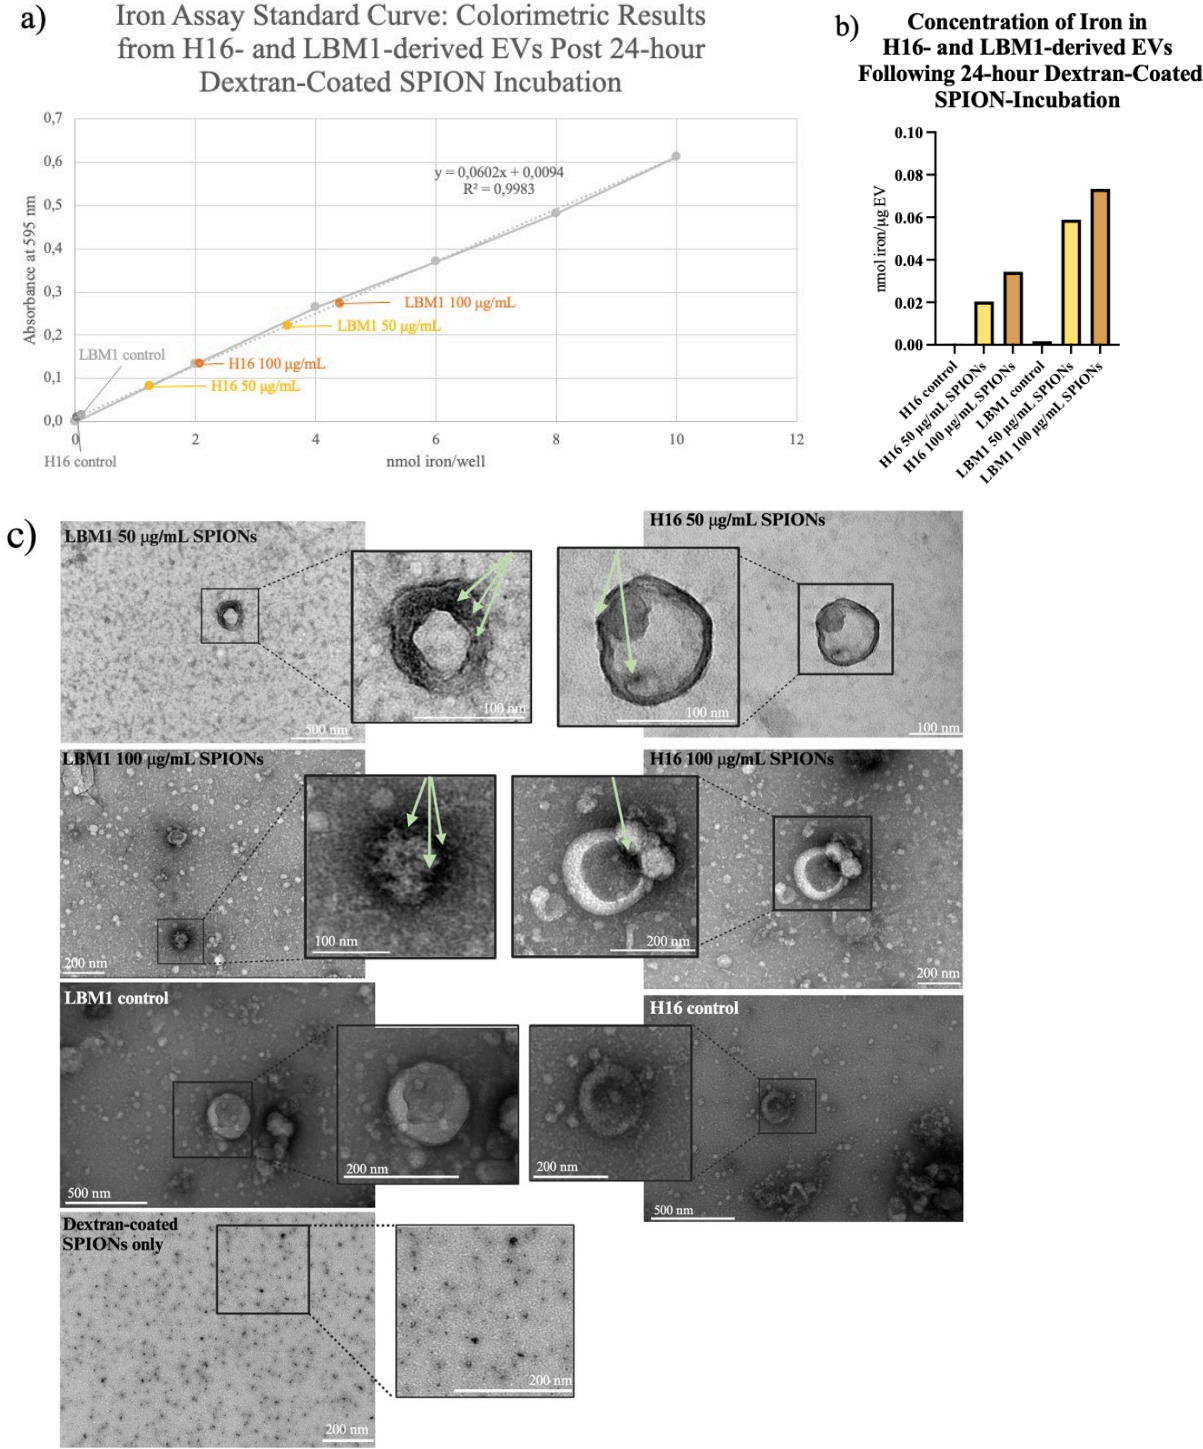 a)
Iron Assay Standard Curve: Colorimetric Results
from H16- and LBM1-derived EVs Post 24-hour
Dextran-Coated SPION Incubation
0,7
0,6
0,5
0,4
0,3
0,2
0,1
0,0
Absorbance at 595 nm
y = 0,0602x + 0,0094
R² = 0,9983
LBM1 100 μg/mL
LBM1 50 μg/mL
LBM1 control
H16 100 μg/mL
H16 50 μg/mL
0
2
4
6
8
10
12
H16 control
nmol iron/well
b)
Concentration of Iron in
H16- and LBM1-derived EVs
Following 24-hour Dextran-Coated
SPION-Incubation
0.10
0.08
0.06
0.04
0.02
0.00
nmol iron/μg EV
H16 control
H16 50 μg/mL SPIONs
H16 100 μg/mL SPIONs
LBM1 control
LBM1 50 μg/mL SPIONs
LBM1 100 μg/mL SPIONs
c)
LBM1 50 μg/mL SPIONs
500 nm
100 nm
H16 50 μg/mL SPIONs
100 nm
100 nm
LBM1 100 μg/mL SPIONs
200 nm
100 nm
H16 100 μg/mL SPIONs
200 nm
200 nm
LBM1 control
500 nm
200 nm
H16 control
200 nm
500 nm
Dextran-coated
SPIONs only
200 nm
200 nm